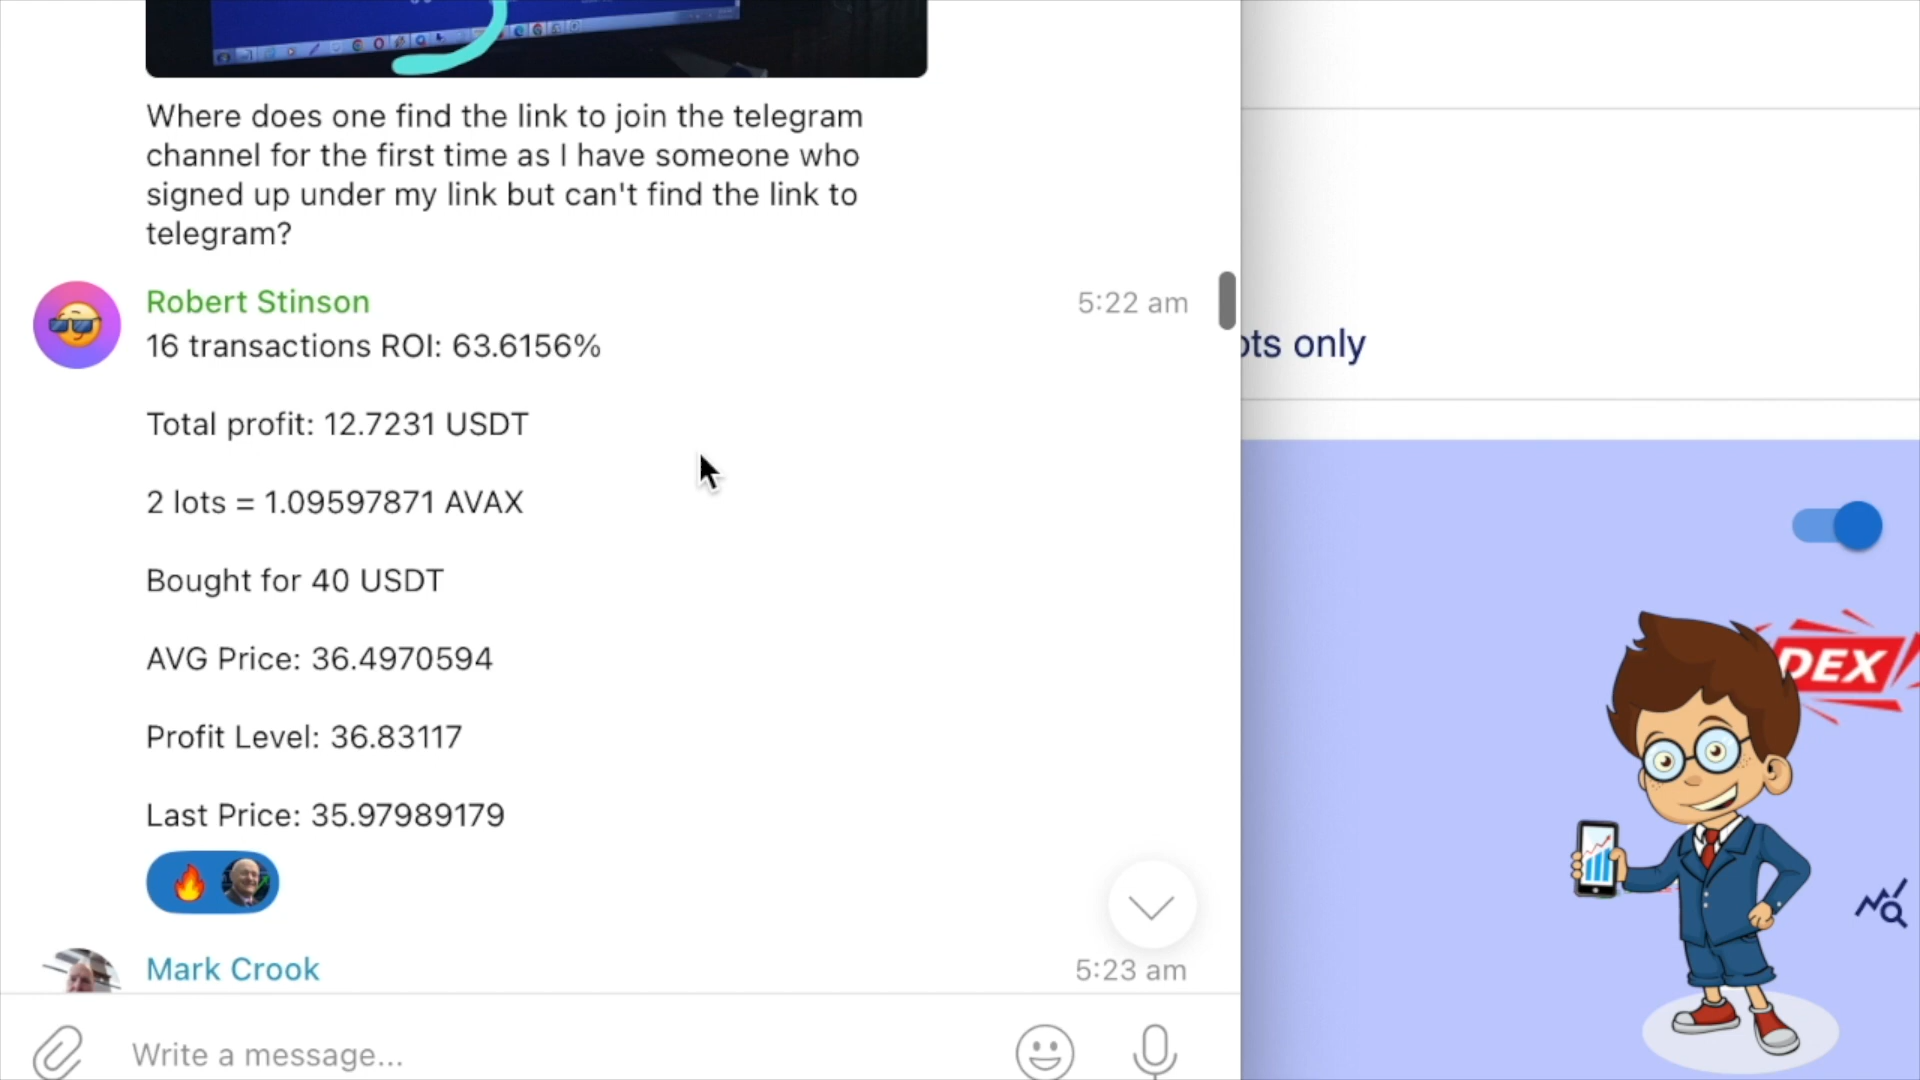 Where does one find the link to join the telegram
channel for the first time as I have someone who
signed up under my link but can't find the link to
telegram?
Robert Stinson
5:22 am
16 transactions ROI: 63.6156%
Total profit: 12.7231 USDT
2 lots = 1.09597871 AVAX
Bought for 40 USDT
AVG Price: 36.4970594
Profit Level: 36.83117
Last Price: 35.97989179
Mark Crook
5:23 am
Write a message...
ots only
DEX